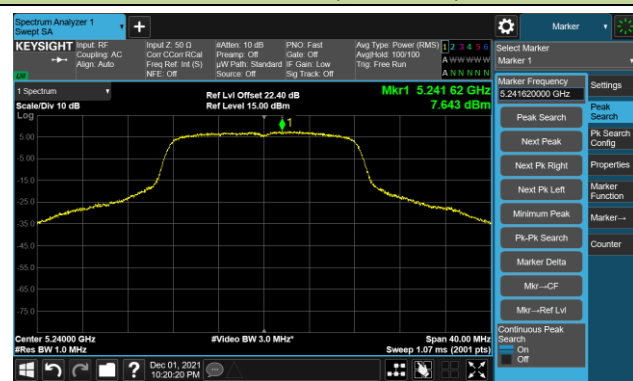 Spectrum Analyzer 1
Swept SA
Marker
KEYSIGHT
Input: RF
Coupling: AC
Align: Auto
Input Z: 50 Ω
Corr CCorr RCal
Freq Ref: Int (S)
NFE: Off
#Atten: 10 dB
Preamp: Off
µW Path: Standard
Source: Off
PNO: Fast
Gate: Off
IF Gain: Low
Sig Track: Off
Avg Type: Power (RMS)
Avg|Hold: 100/100
Trig: Free Run
1 2 3 4 5 6
A W W W W W
A N N N N N
LXI
Select Marker
Marker 1
1 Spectrum
Scale/Div 10 dB
Log
Ref Lvl Offset 22.40 dB
Ref Level 15.00 dBm
Mkr1 5.241 62 GHz
7.643 dBm
1
5.00
-5.00
-15.0
-25.0
-35.0
-45.0
-55.0
-65.0
-75.0
Center 5.24000 GHz
#Res BW 1.0 MHz
#Video BW 3.0 MHz*
Span 40.00 MHz
Sweep 1.07 ms (2001 pts)
Marker Frequency
5.241620000 GHz
Peak Search
Next Peak
Next Pk Right
Next Pk Left
Minimum Peak
Pk-Pk Search
Marker Delta
Mkr→CF
Mkr→Ref Lvl
Continuous Peak
Search
On
Off
Settings
Peak
Search
Pk Search
Config
Properties
Marker
Function
Marker→
Counter
?
Dec 01, 2021
10:20:20 PM